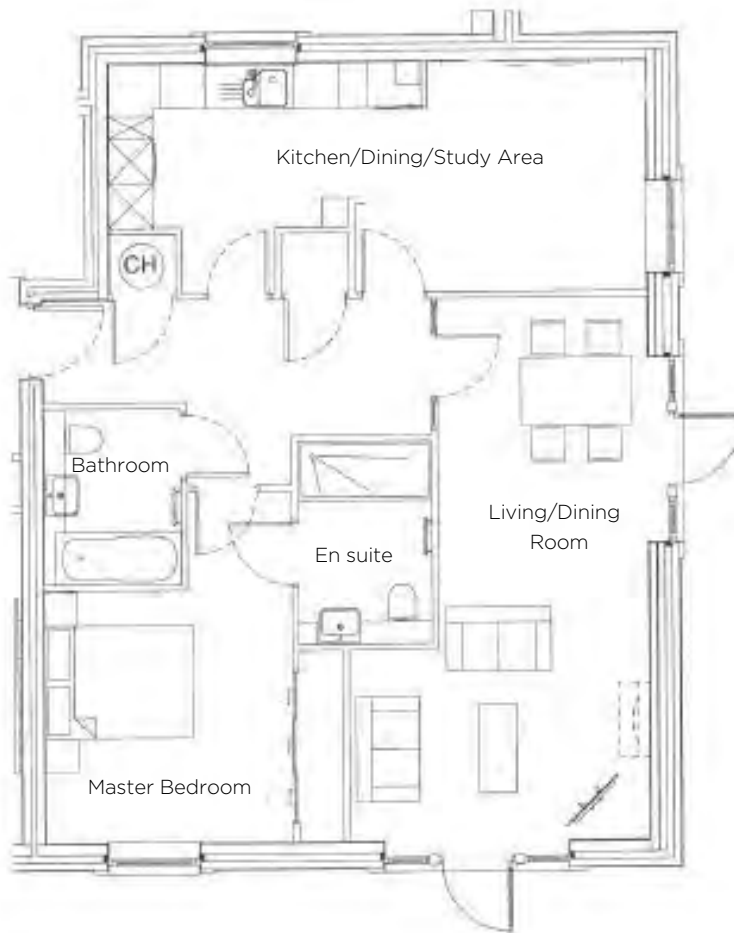 Kitchen/Dining/Study Area
CH
Bathroom
Living/Dining
Room
En suite
Master Bedroom